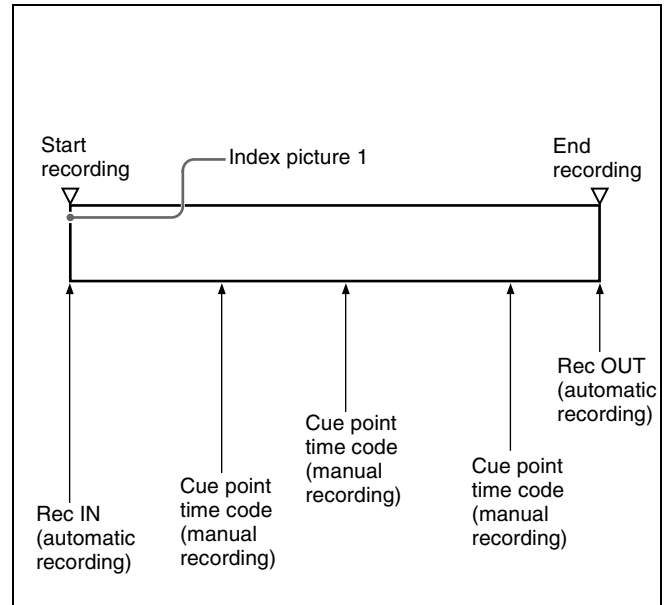 Start
recording
Index picture 1
End
recording
Rec IN
(automatic
recording)
Cue point
time code
(manual
recording)
Cue point
time code
(manual
recording)
Cue point
time code
(manual
recording)
Rec OUT
(automatic
recording)